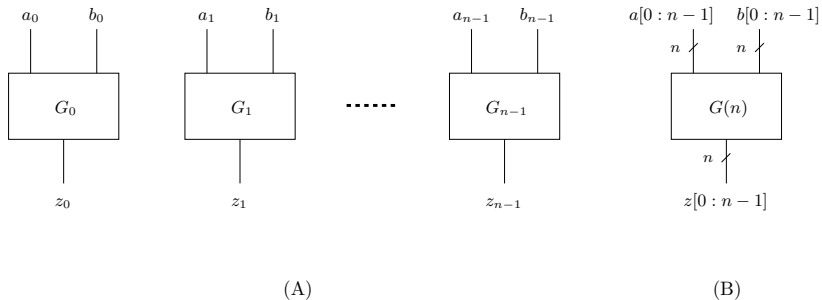 a₀ b₀ a₁ b₁ aₙ₋₁ bₙ₋₁ a[0 : n − 1] b[0 : n − 1]
n n
G₀ G₁ Gₙ₋₁ G(n)
n
z₀ z₁ zₙ₋₁ z[0 : n − 1]
(A) (B)